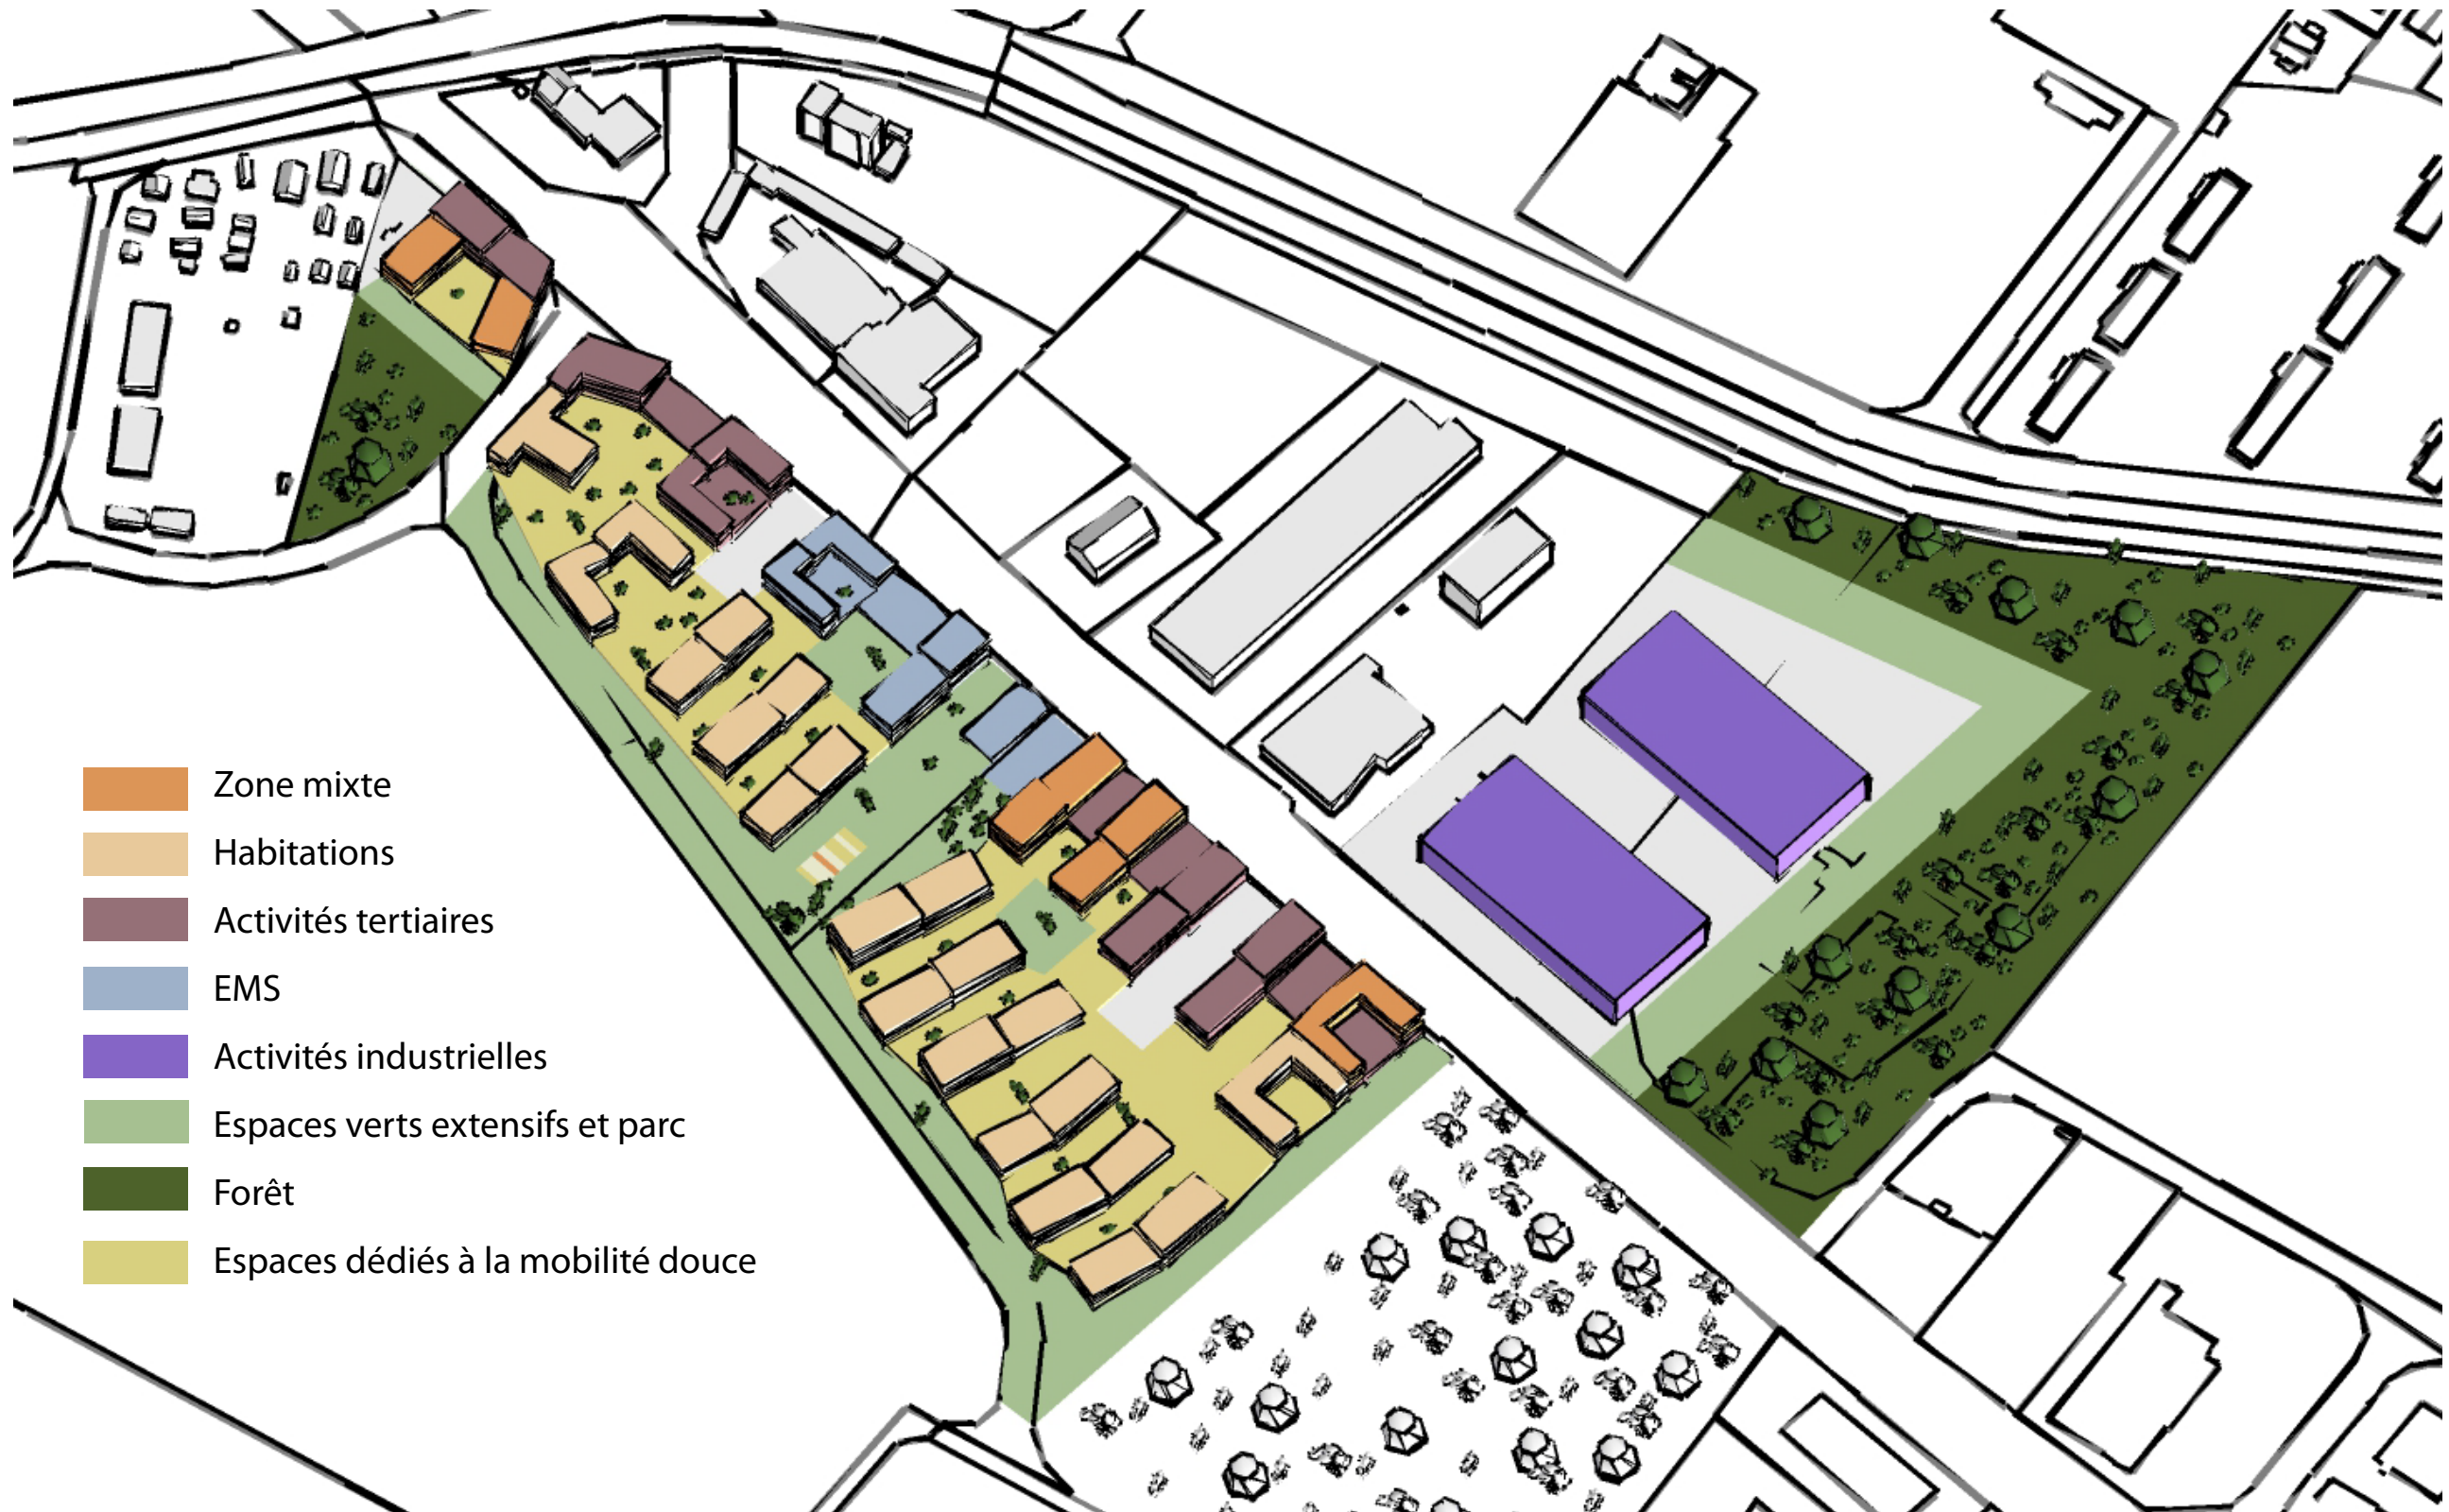 Zone mixte
Habitations
Activités tertiaires
EMS
Activités industrielles
Espaces verts extensifs et parc
Forêt
Espaces dédiés à la mobilité douce